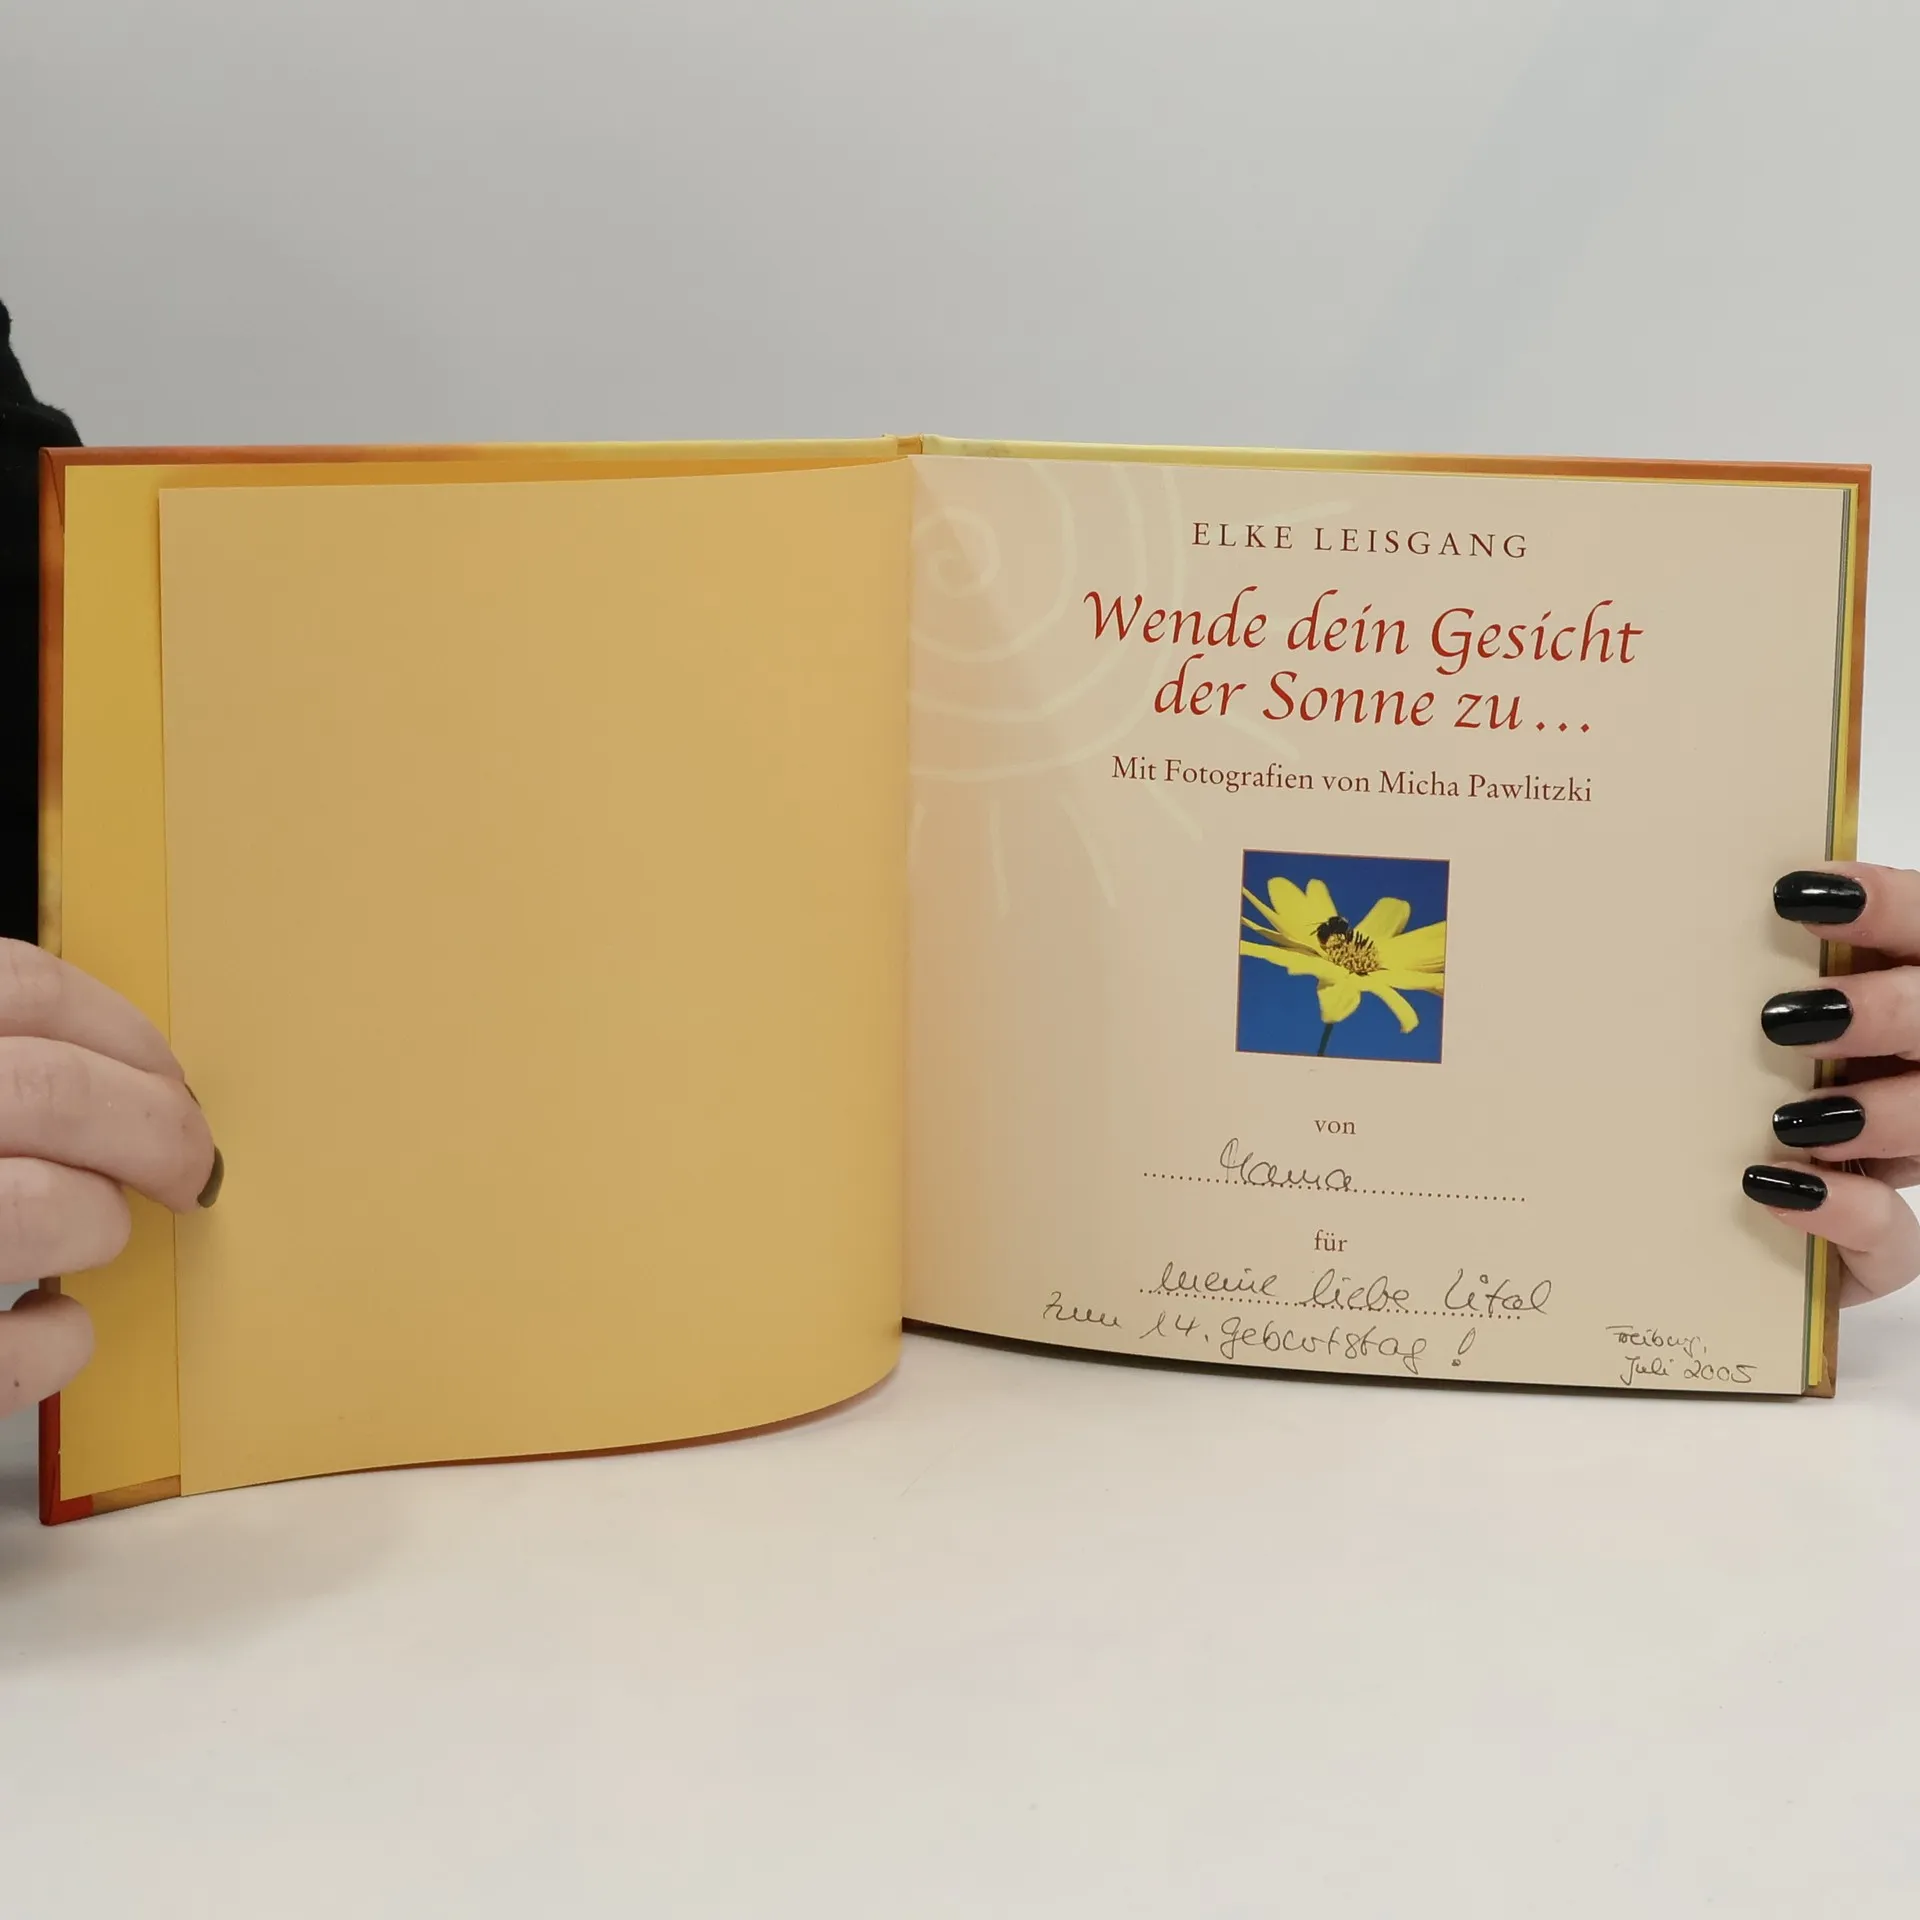 ELKE LEISGANG
Wende dein Gesicht
der Sonne zu...
Mit Fotografien von Micha Pawlitzki
von
Mama
für
meine liebe
zum 14. Geburtstag!
Freiburg,
Juli 2005